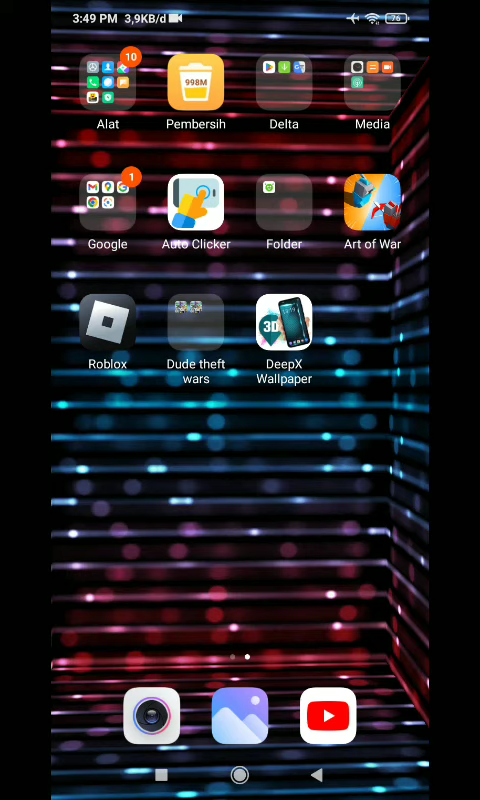 3:49 PM 3,9KB/d 76
10
998M
Alat Pembersih Delta Media
1
Google Auto Clicker Folder Art of War
3D
Roblox Dude theft wars DeepX Wallpaper